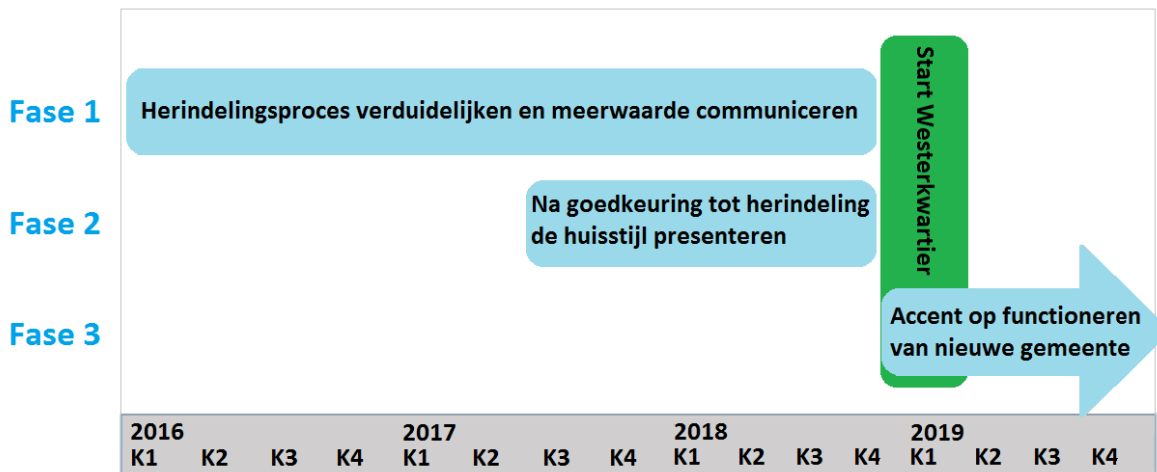 Fase 1
Herindelingsproces verduidelijken en meerwaarde communiceren
Start Westerkwartier
Fase 2
Na goedkeuring tot herindeling
de huisstijl presenteren
Fase 3
Accent op functioneren
van nieuwe gemeente
2016 2017 2018 2019
K1 K2 K3 K4 K1 K2 K3 K4 K1 K2 K3 K4 K1 K2 K3 K4